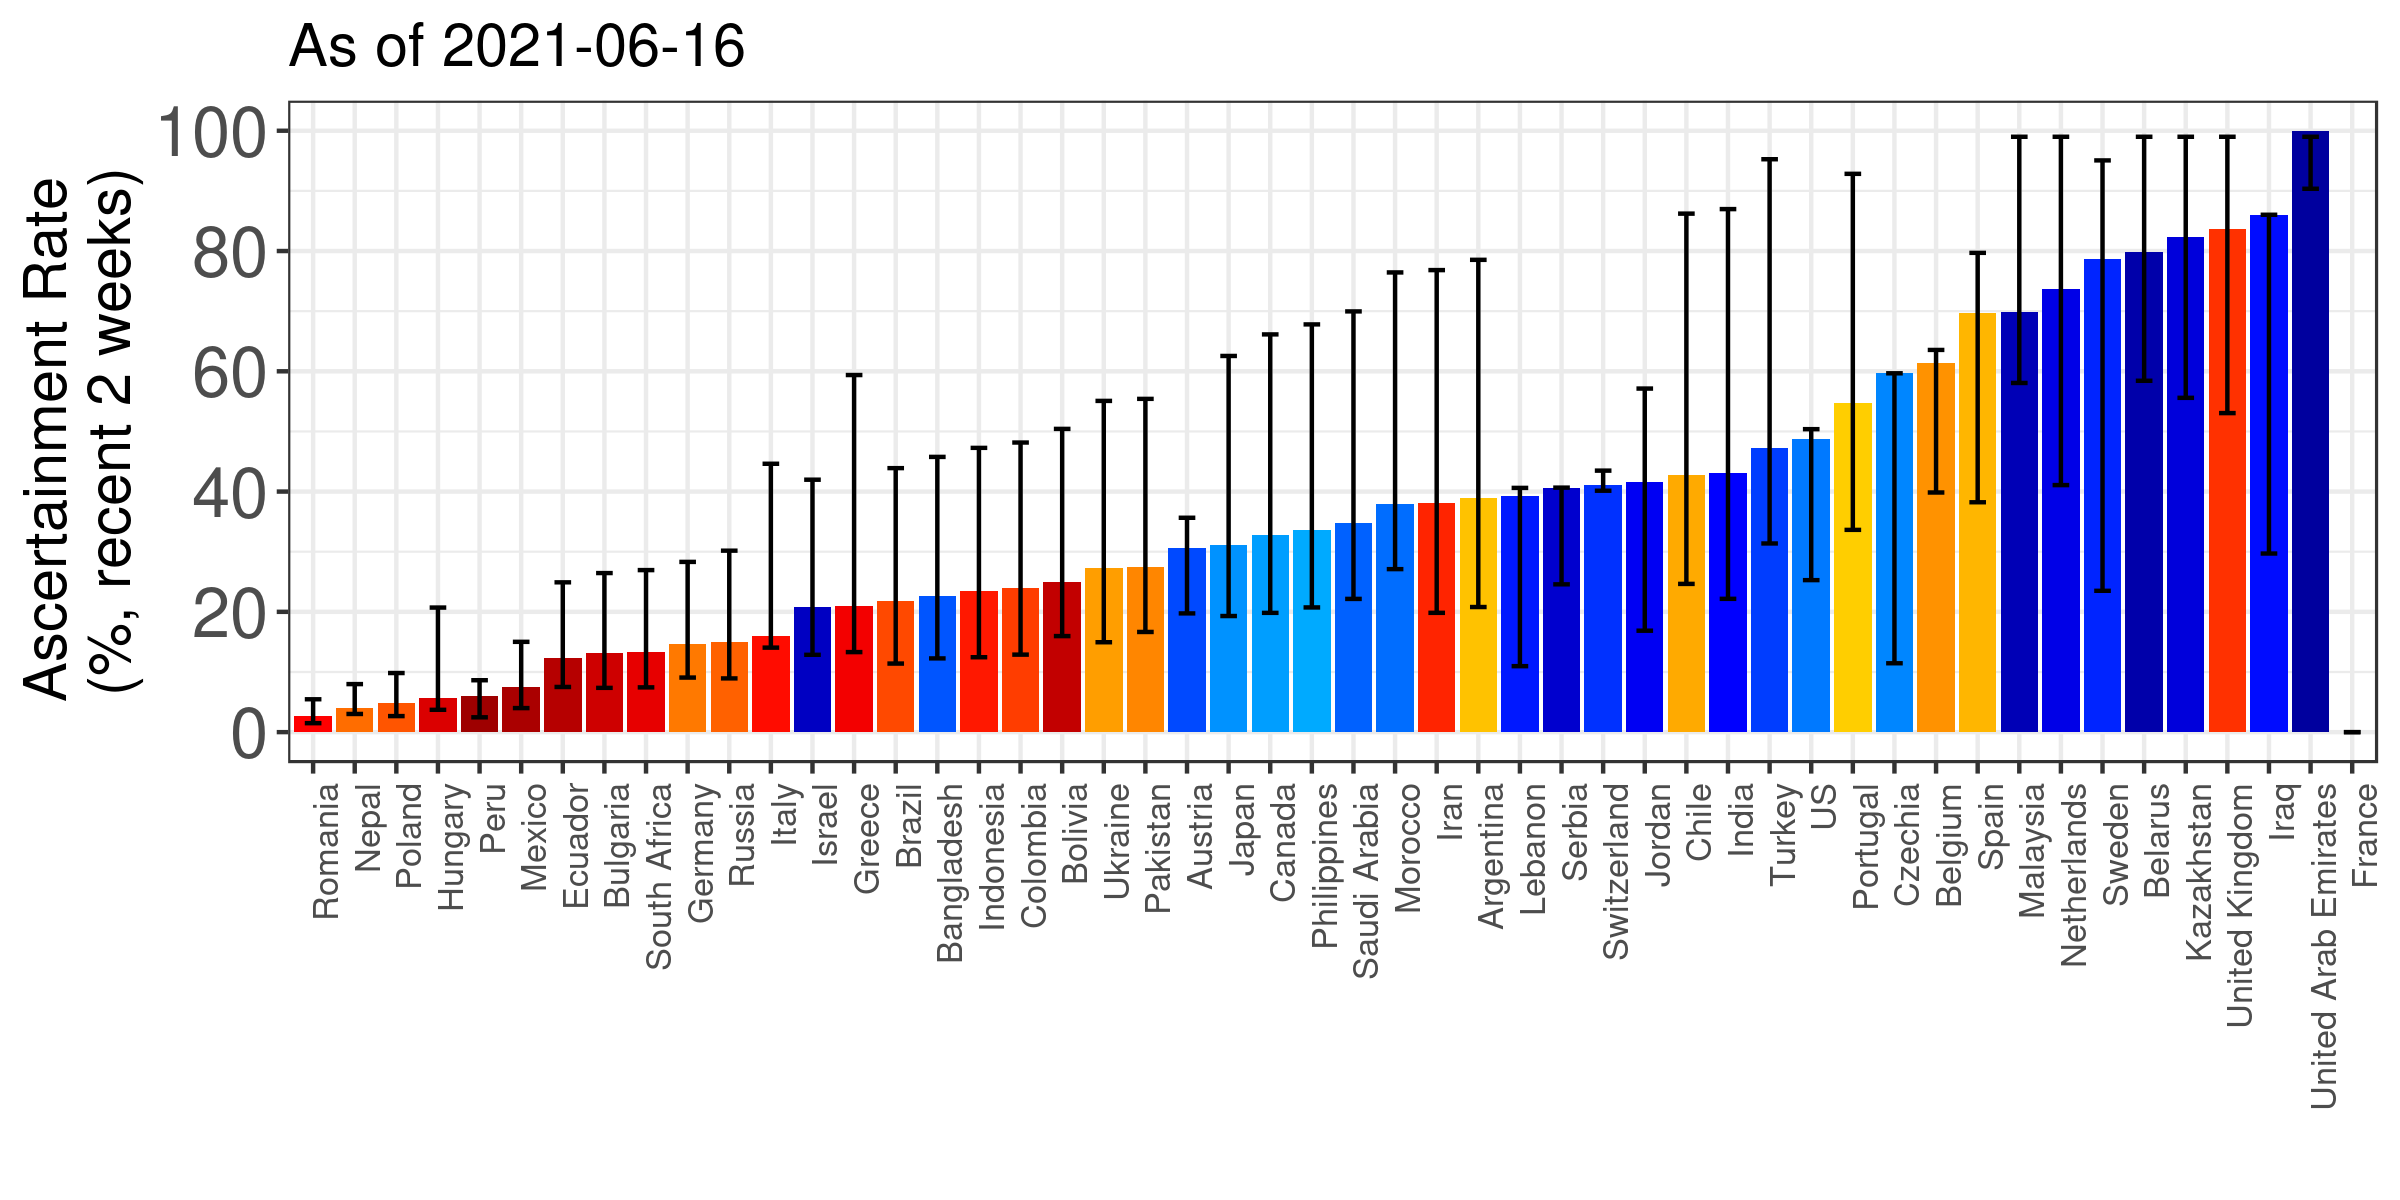 As of 2021-06-16
Ascertainment Rate
(%, recent 2 weeks)
100
80
60
40
20
0
Romania
Nepal
Poland
Hungary
Peru
Mexico
Ecuador
Bulgaria
South Africa
Germany
Russia
Italy
Israel
Greece
Brazil
Bangladesh
Indonesia
Colombia
Bolivia
Ukraine
Pakistan
Austria
Japan
Canada
Philippines
Saudi Arabia
Morocco
Iran
Argentina
Lebanon
Serbia
Switzerland
Jordan
Chile
India
Turkey
US
Portugal
Czechia
Belgium
Spain
Malaysia
Netherlands
Sweden
Belarus
Kazakhstan
United Kingdom
Iraq
United Arab Emirates
France